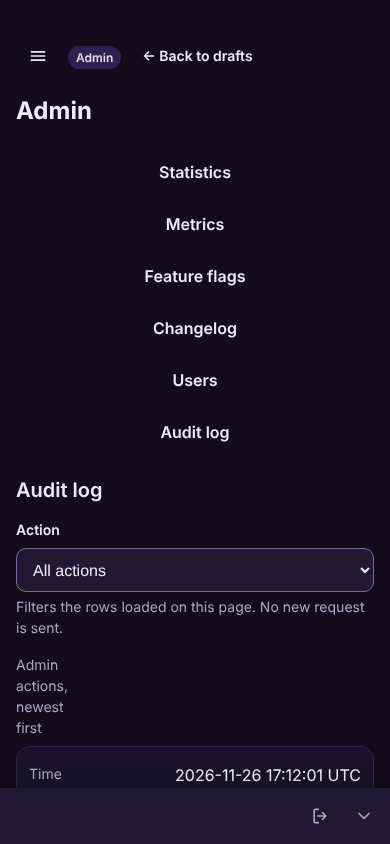 Admin
← Back to drafts
Admin
Statistics
Metrics
Feature flags
Changelog
Users
Audit log
Audit log
Action
All actions
Filters the rows loaded on this page. No new request
is sent.
Admin
actions,
newest
first
Time
2026-11-26 17:12:01 UTC